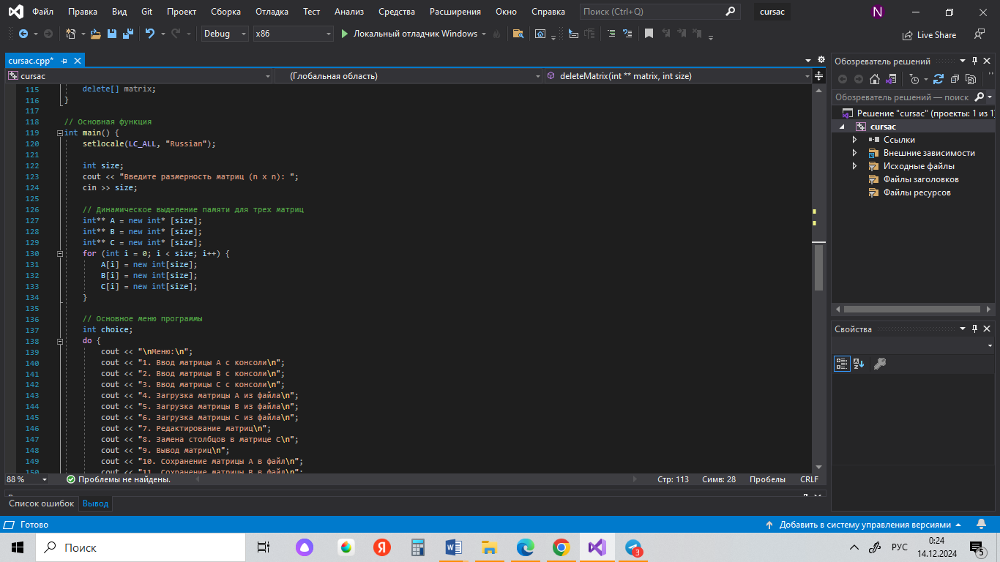 Файл Правка Вид Git Проект Сборка Отладка Тест Анализ Средства Расширения Окно Справка Поиск (Ctrl+Q) cursac N
Debug x86 Локальный отладчик Windows Live Share
cursac.cpp*
cursac (Глобальная область) deleteMatrix(int ** matrix, int size)
115 delete[] matrix;
116 }
117
118 // Основная функция
119 int main() {
120 setlocale(LC_ALL, "Russian");
121
122 int size;
123 cout << "Введите размерность матриц (n x n): ";
124 cin >> size;
125
126 // Динамическое выделение памяти для трех матриц
127 int** A = new int* [size];
128 int** B = new int* [size];
129 int** C = new int* [size];
130 for (int i = 0; i < size; i++) {
131 A[i] = new int[size];
132 B[i] = new int[size];
133 C[i] = new int[size];
134 }
135
136 // Основное меню программы
137 int choice;
138 do {
139 cout << "\nМеню:\n";
140 cout << "1. Ввод матрицы A с консоли\n";
141 cout << "2. Ввод матрицы B с консоли\n";
142 cout << "3. Ввод матрицы C с консоли\n";
143 cout << "4. Загрузка матрицы A из файла\n";
144 cout << "5. Загрузка матрицы B из файла\n";
145 cout << "6. Загрузка матрицы C из файла\n";
146 cout << "7. Редактирование матриц\n";
147 cout << "8. Замена столбцов в матрице C\n";
148 cout << "9. Вывод матриц\n";
149 cout << "10. Сохранение матрицы A в файл\n";
150 cout << "11. Сохранение матрицы B в файл\n";
88 % Проблемы не найдены. Стр: 113 Симв: 28 Пробелы CRLF
Список ошибок Вывод
Обозреватель решений
Обозреватель решений — поиск
Решение "cursac" (проекты: 1 из 1)
cursac
Ссылки
Внешние зависимости
Исходные файлы
Файлы заголовков
Файлы ресурсов
Свойства
Готово Добавить в систему управления версиями
Поиск
3
РУС
0:24
14.12.2024
5